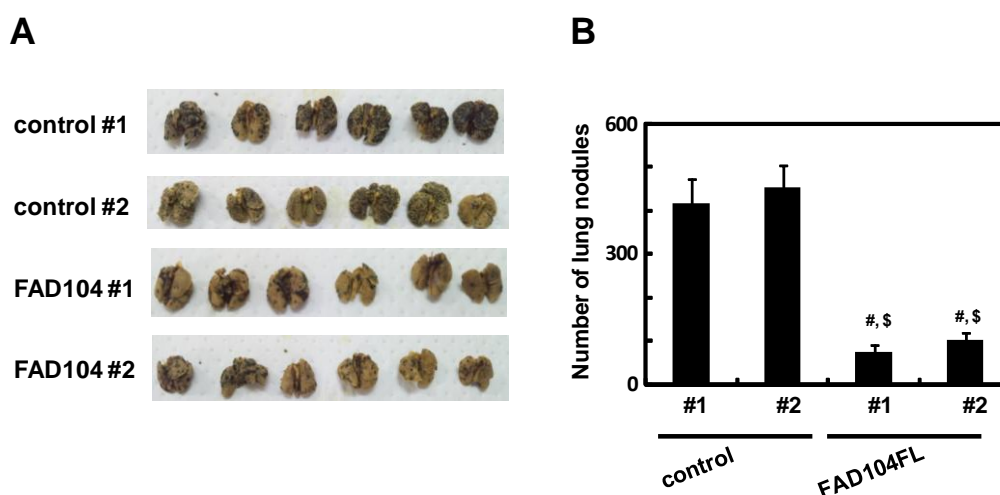 A
control #1
control #2
FAD104 #1
FAD104 #2
B
Number of lung nodules
600
300
0
#, $
#, $
#1
#2
#1
#2
control
FAD104FL